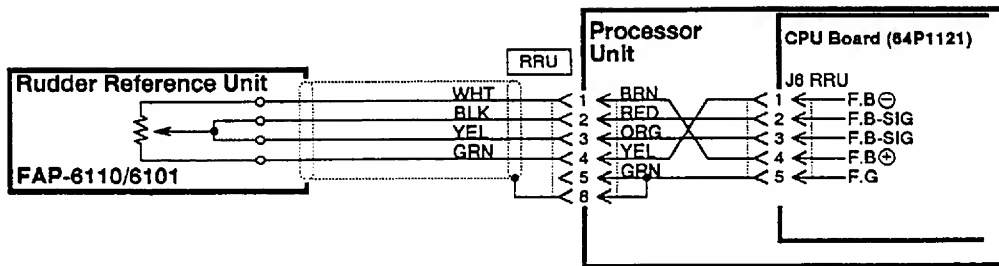 Processor
Unit
CPU Board (64P1121)
RRU
Rudder Reference Unit
J6 RRU
WHT 1 BRN 1 F.B⊖
BLK 2 RED 2 F.B-SIG
YEL 3 ORG 3 F.B-SIG
GRN 4 YEL 4 F.B⊕
5 GRN 5 F.G
6
FAP-6110/6101